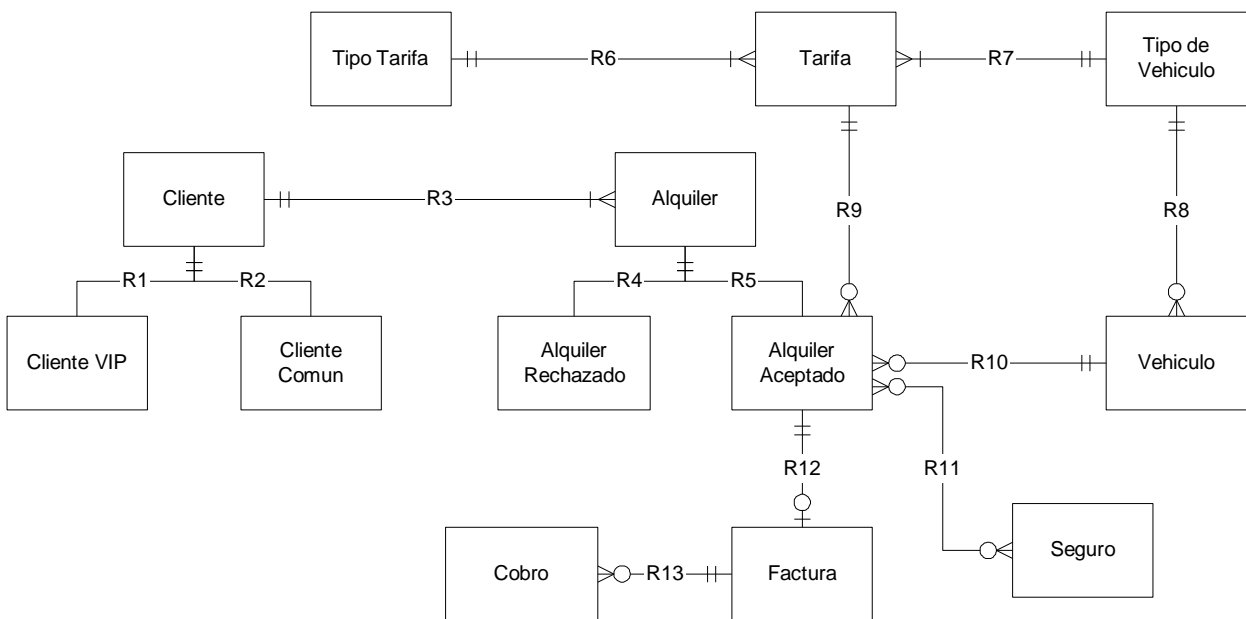 Tipo Tarifa
R6
Tarifa
R7
Tipo de
Vehiculo
Cliente
R3
Alquiler
R9
R8
R1
R2
R4
R5
Cliente VIP
Cliente
Comun
Alquiler
Rechazado
Alquiler
Aceptado
R10
Vehiculo
R12
R11
Cobro
R13
Factura
Seguro